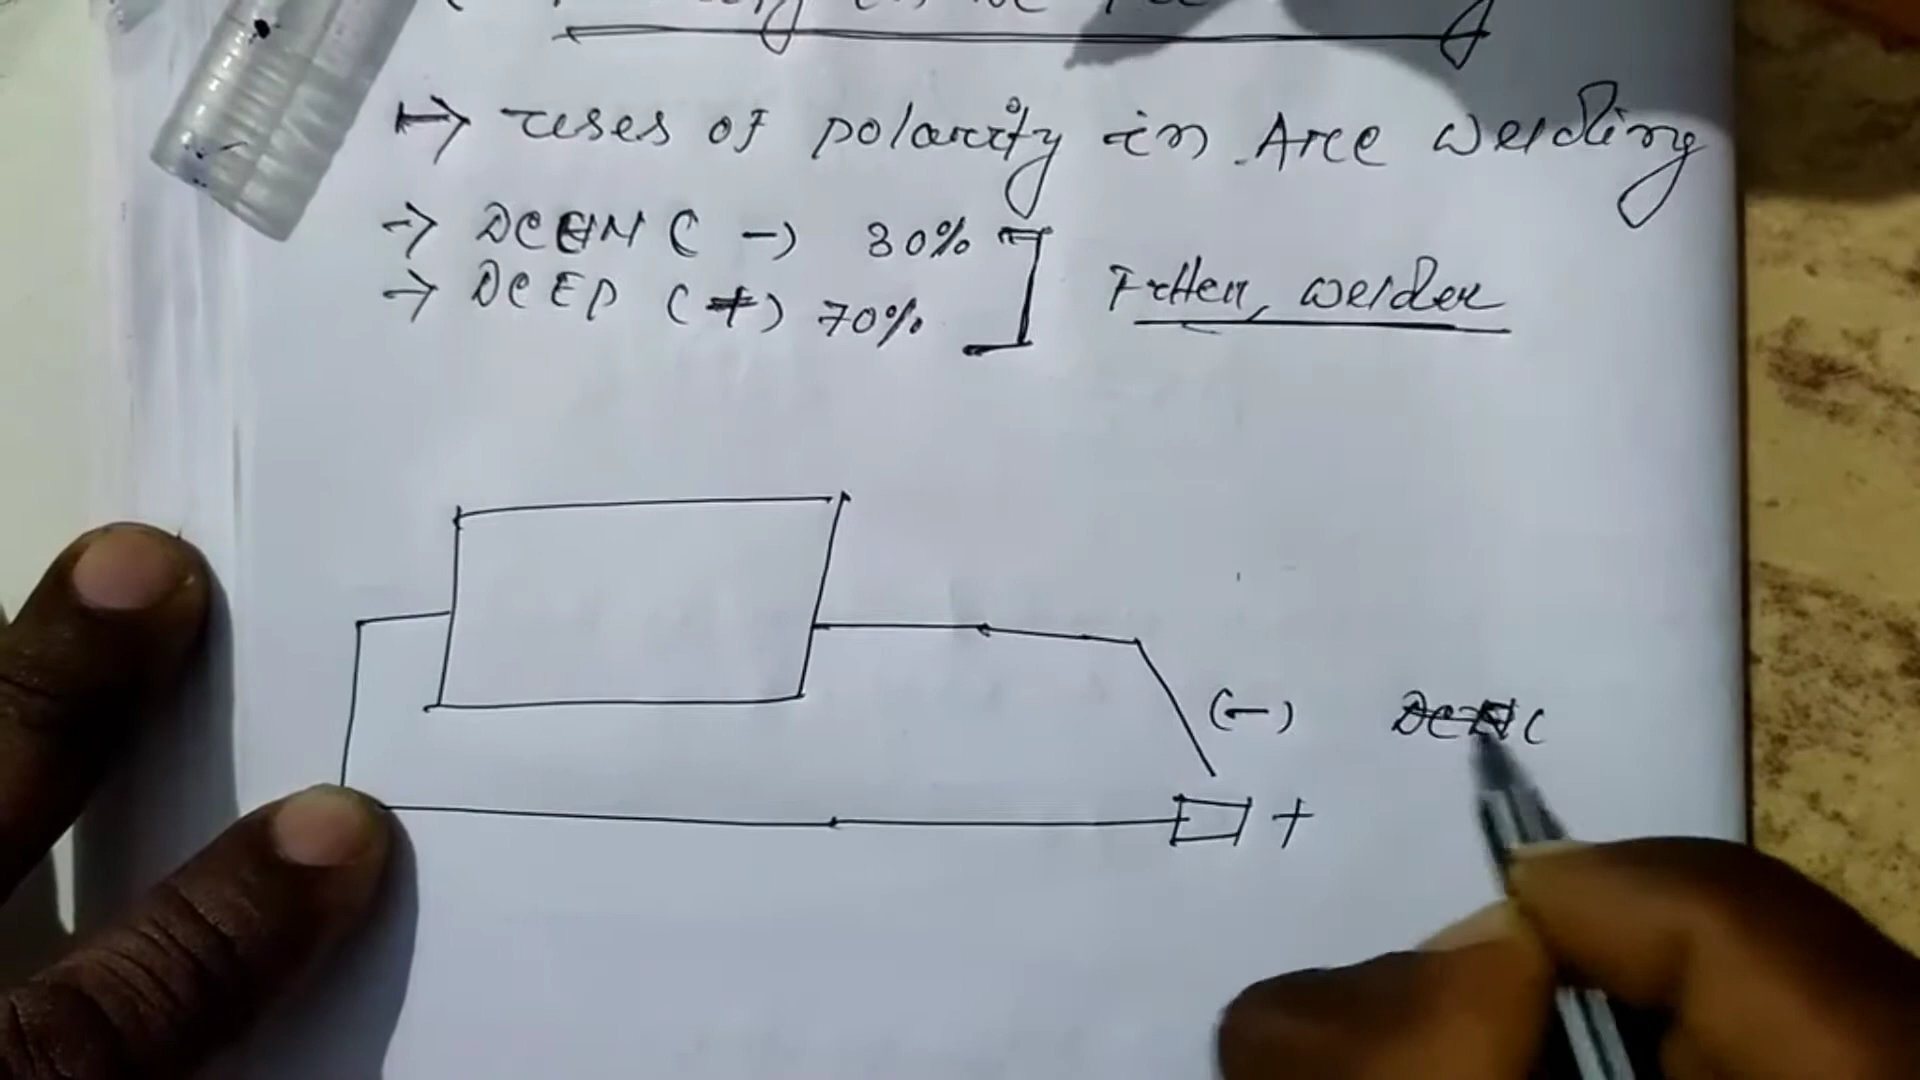 uses of polarity in Arc welding
→ DCEN (-) 30%
→ DCEP (+) 70%
Fitter, welder
(-)
+